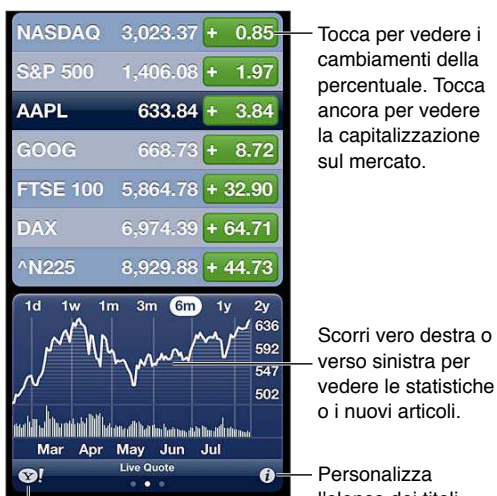 NASDAQ 3,023.37 + 0.85
S&P 500 1,406.08 + 1.97
AAPL 633.84 + 3.84
GOOG 668.73 + 8.72
FTSE 100 5,864.78 + 32.90
DAX 6,974.39 + 64.71
^N225 8,929.88 + 44.73
1d 1w 1m 3m 6m 1y 2y
636
592
547
502
Mar Apr May Jun Jul
Y!
Live Quote
i
Tocca per vedere i
cambiamenti della
percentuale. Tocca
ancora per vedere
la capitalizzazione
sul mercato.
Scorri vero destra o
verso sinistra per
vedere le statistiche
o i nuovi articoli.
Personalizza
l'elenco dei titoli